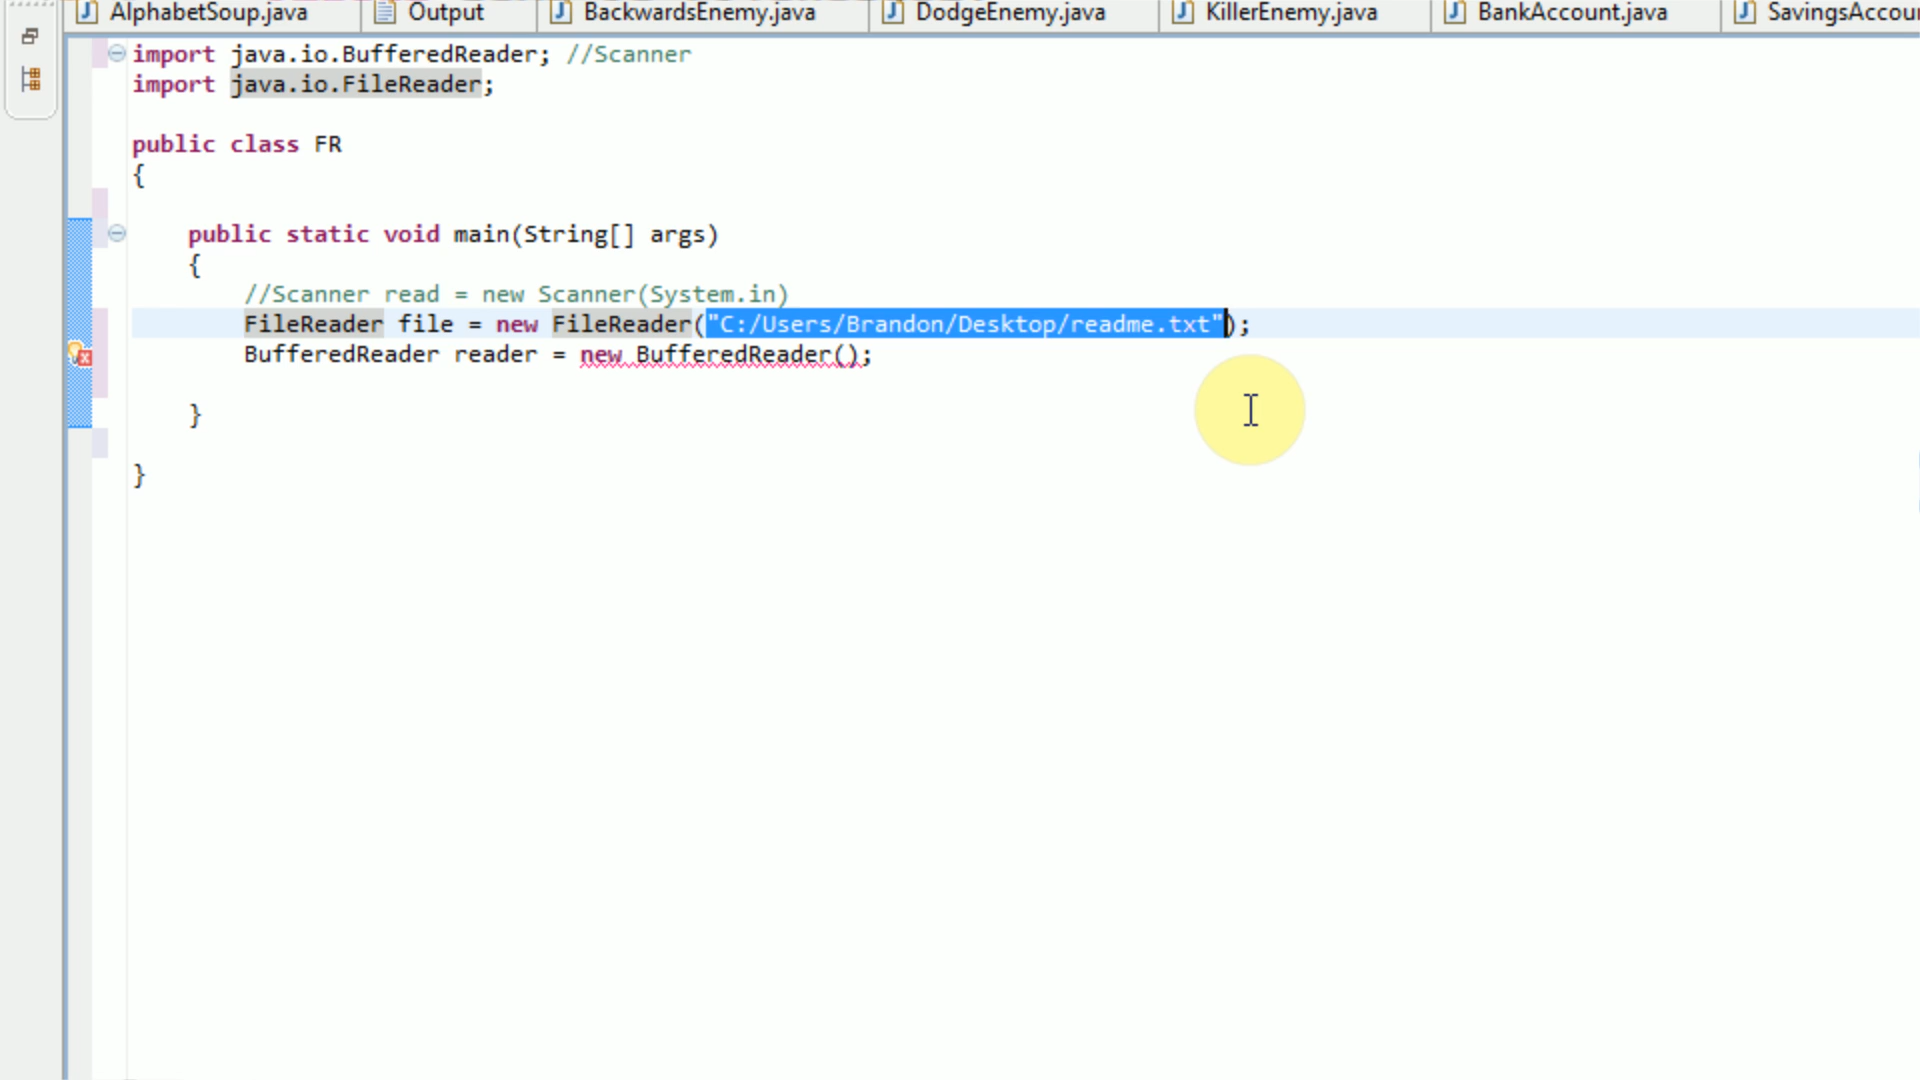 AlphabetSoup.java Output BackwardsEnemy.java DodgeEnemy.java KillerEnemy.java BankAccount.java SavingsAccou
import java.io.BufferedReader; //Scanner
import java.io.FileReader;
public class FR
{
public static void main(String[] args)
{
//Scanner read = new Scanner(System.in)
FileReader file = new FileReader("C:/Users/Brandon/Desktop/readme.txt");
BufferedReader reader = new BufferedReader();
}
}